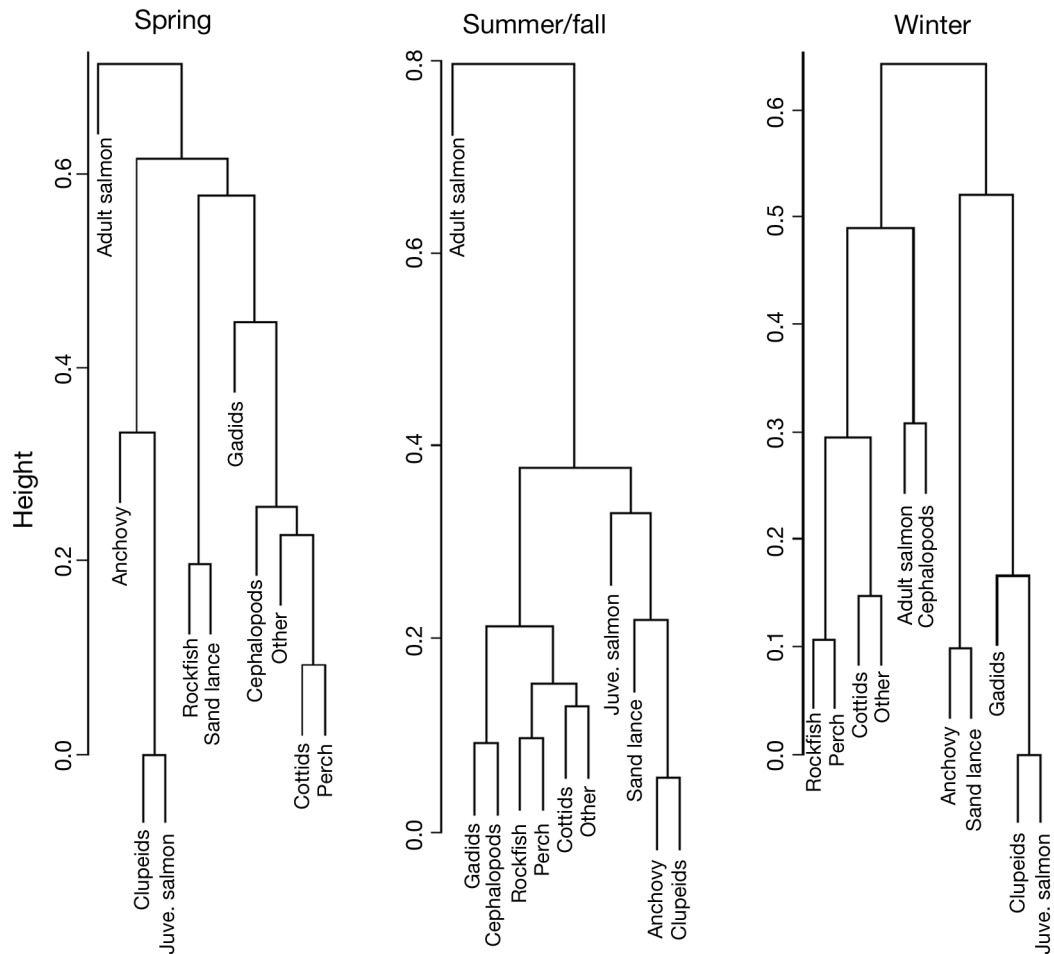 Spring
Summer/fall
Winter
Height
0.6
0.4
0.2
0.0
Adult salmon
Anchovy
Clupeids
Juve. salmon
Rockfish
Sand lance
Gadids
Cephalopods
Other
Cottids
Perch
0.8
0.6
0.4
0.2
0.0
Adult salmon
Gadids
Cephalopods
Rockfish
Perch
Cottids
Other
Juve. salmon
Sand lance
Anchovy
Clupeids
0.6
0.5
0.4
0.3
0.2
0.1
0.0
Rockfish
Perch
Cottids
Other
Adult salmon
Cephalopods
Anchovy
Sand lance
Gadids
Clupeids
Juve. salmon